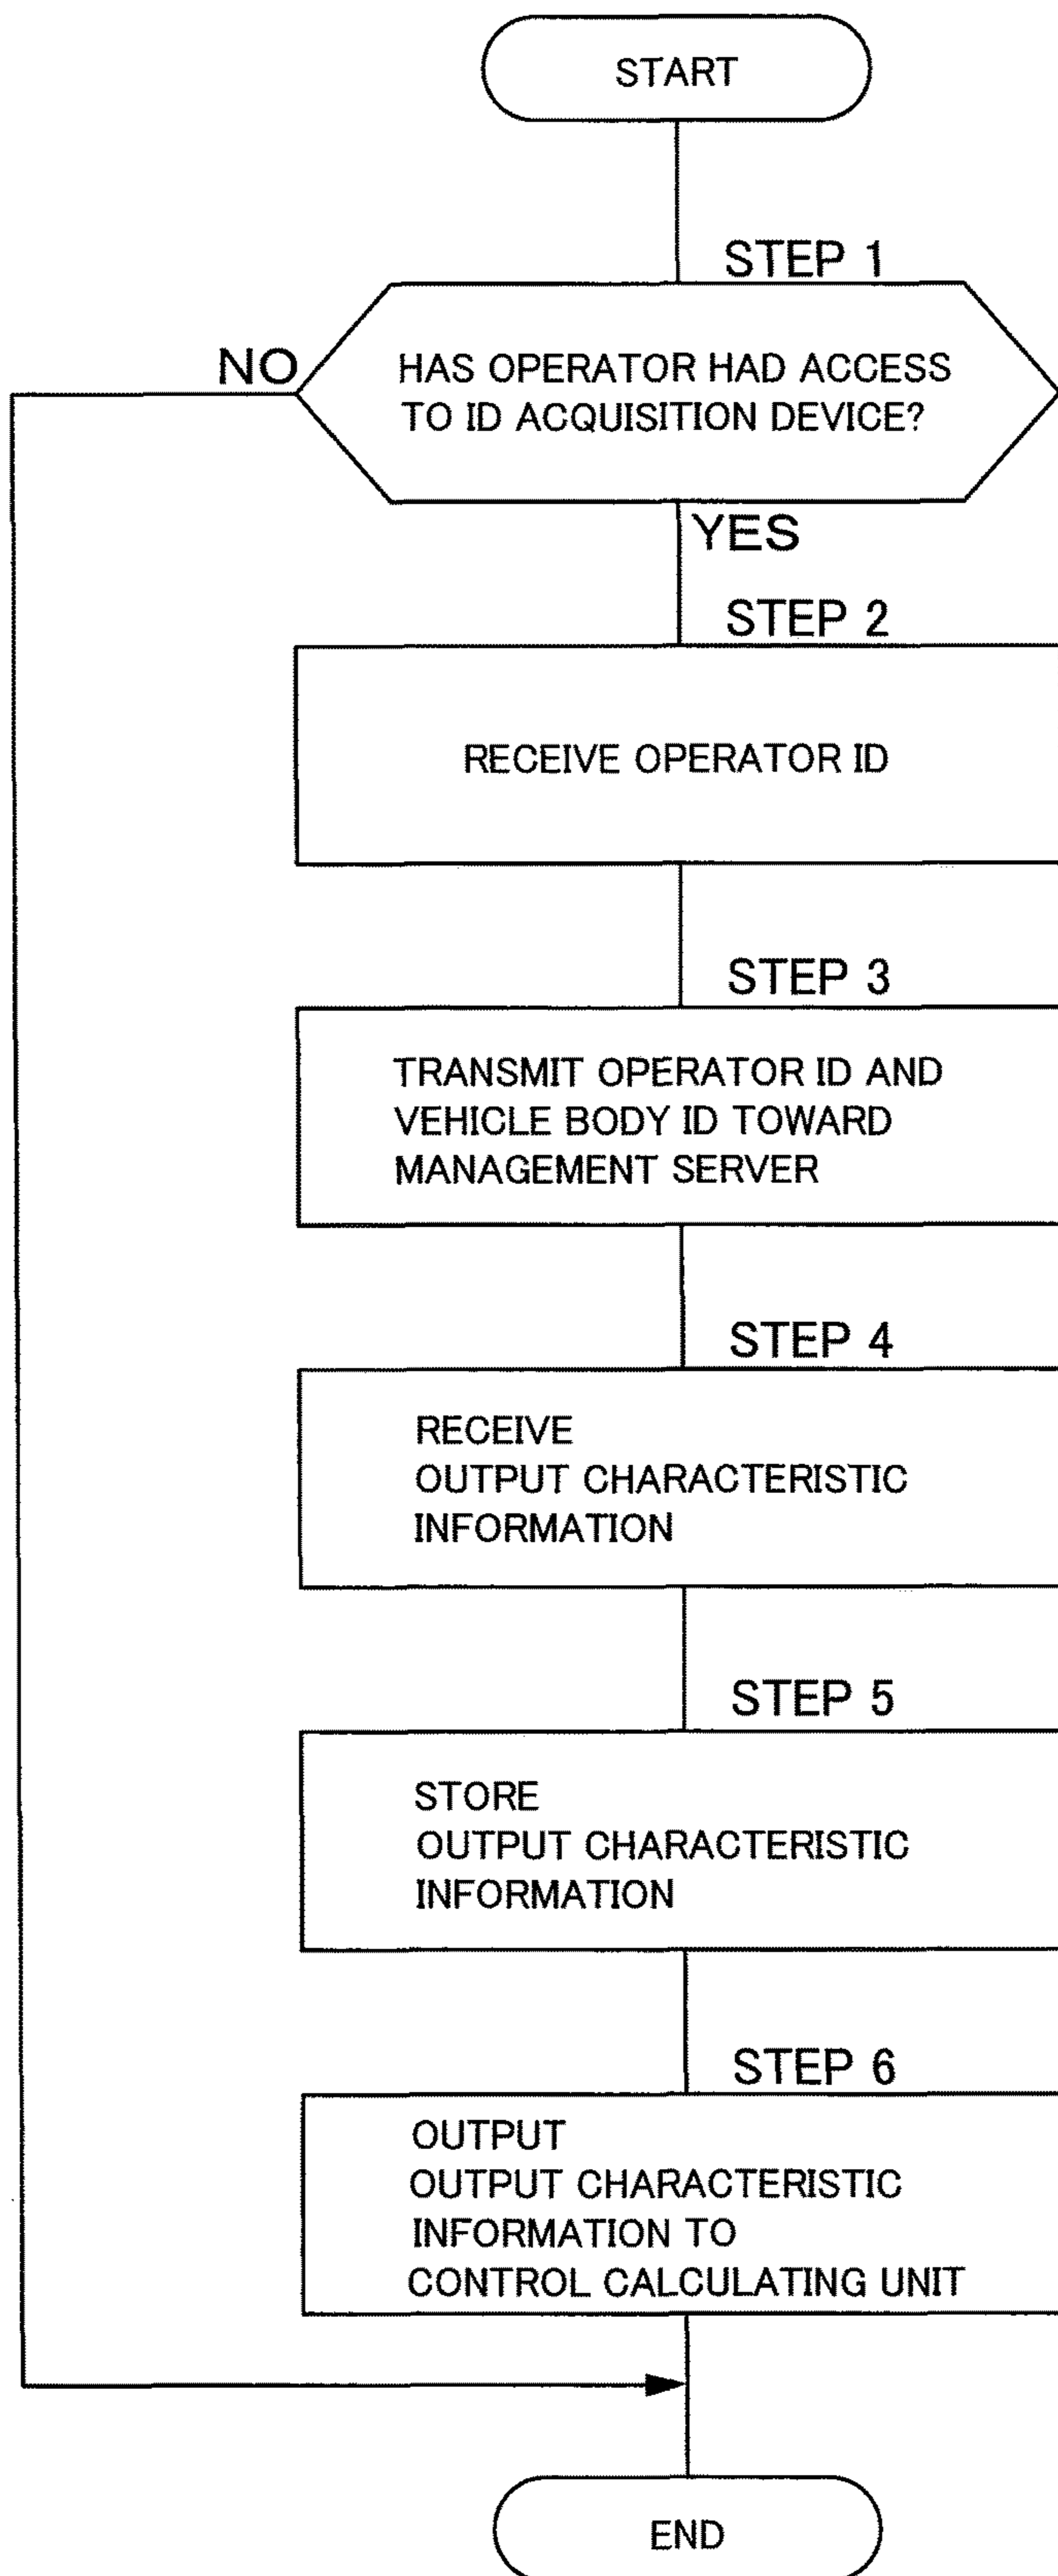 START
STEP 1
NO
HAS OPERATOR HAD ACCESS
TO ID ACQUISITION DEVICE?
YES
STEP 2
RECEIVE OPERATOR ID
STEP 3
TRANSMIT OPERATOR ID AND
VEHICLE BODY ID TOWARD
MANAGEMENT SERVER
STEP 4
RECEIVE
OUTPUT CHARACTERISTIC
INFORMATION
STEP 5
STORE
OUTPUT CHARACTERISTIC
INFORMATION
STEP 6
OUTPUT
OUTPUT CHARACTERISTIC
INFORMATION TO
CONTROL CALCULATING UNIT
END